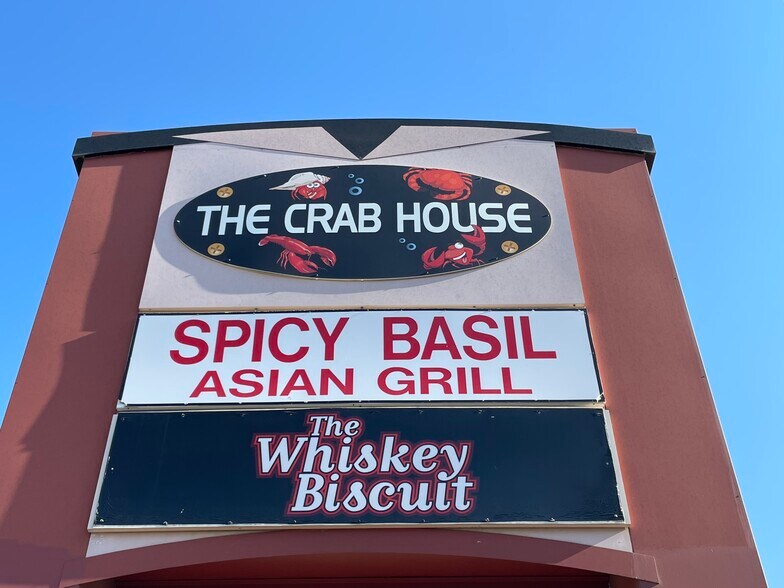 THE CRAB HOUSE
SPICY BASIL
ASIAN GRILL
The
Whiskey
Biscuit